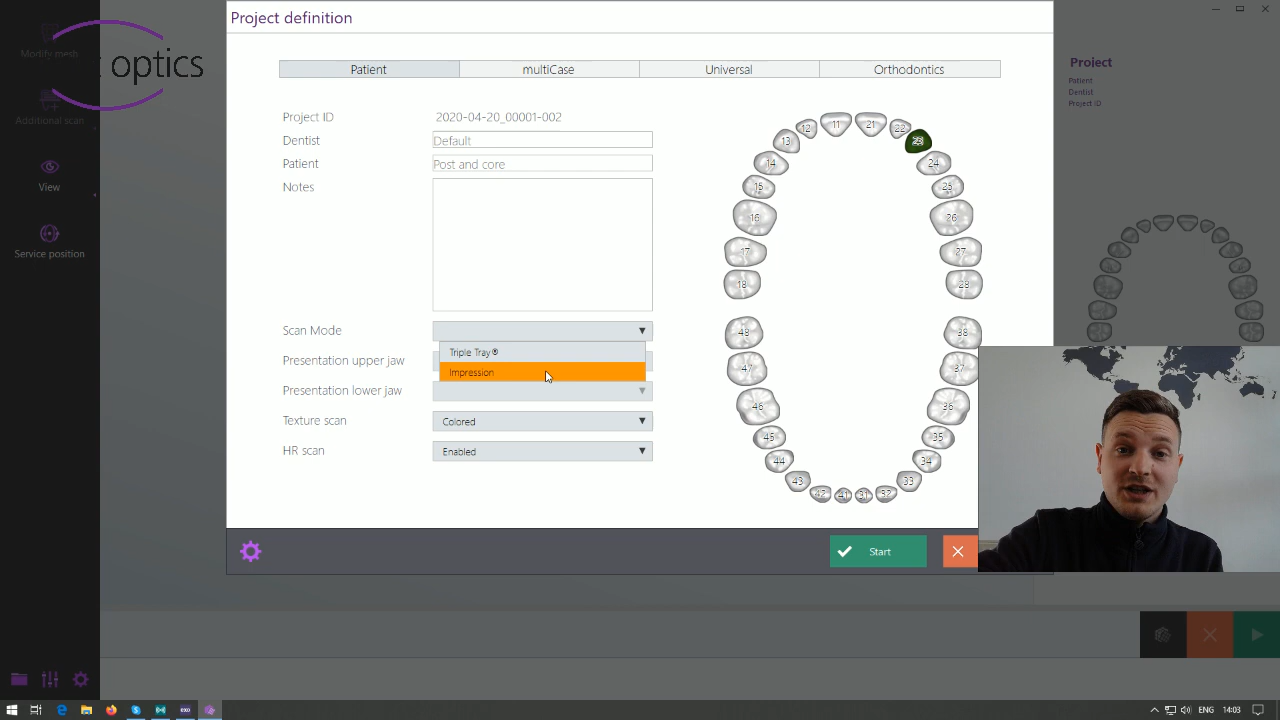 Project definition
Modify mesh
t optics
Additional scan
View
Service position
Patient
multiCase
Universal
Orthodontics
Project ID
2020-04-20_00001-002
Dentist
Default
Patient
Post and core
Notes
Scan Mode
Triple Tray®
Impression
Presentation upper jaw
Presentation lower jaw
Texture scan
Colored
HR scan
Enabled
11
21
12
22
13
23
14
24
15
25
16
26
17
27
18
28
48
38
47
37
46
36
45
35
44
34
43
33
42
41
31
32
Start
Project
Patient
Dentist
Project ID
ENG
14:03